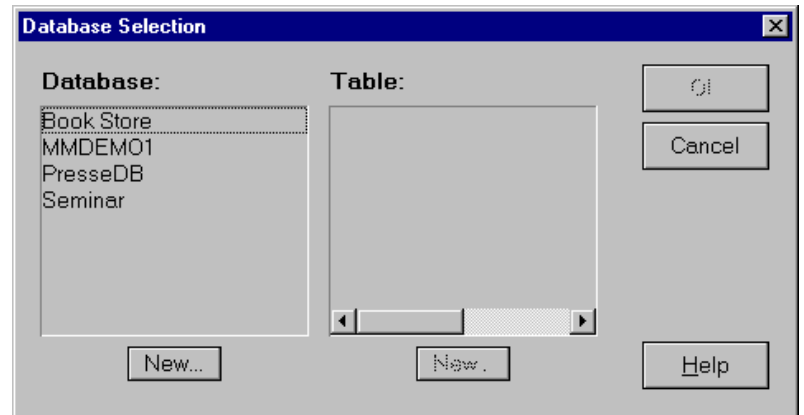 Database Selection
Database:
Table:
Book Store
MMDEMO1
PresseDB
Seminar
Cancel
New...
New .
Help